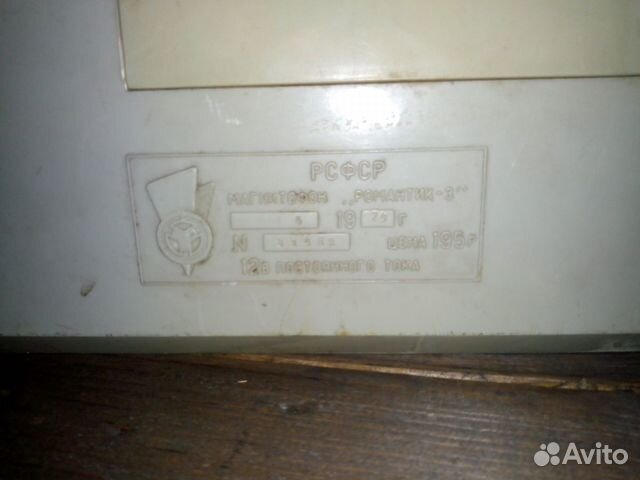 РСФСР
МАГНИТОФОН „РОМАНТИК-3"
19 г
N ЦЕНА 195 Р
12В ПОСТОЯННОГО ТОКА
Avito